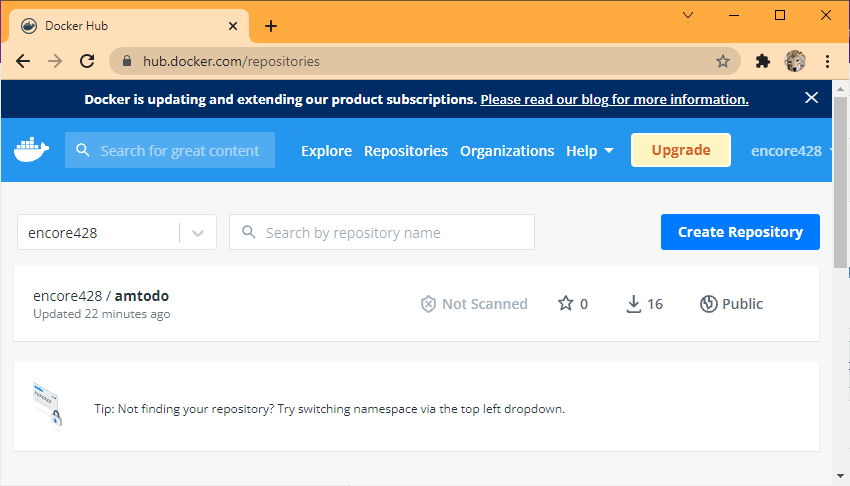 Docker Hub
hub.docker.com/repositories
Docker is updating and extending our product subscriptions. Please read our blog for more information.
Search for great content Explore Repositories Organizations Help Upgrade encore428
encore428 Search by repository name Create Repository
encore428 / amtodo
Updated 22 minutes ago
Not Scanned 0 16 Public
Tip: Not finding your repository? Try switching namespace via the top left dropdown.